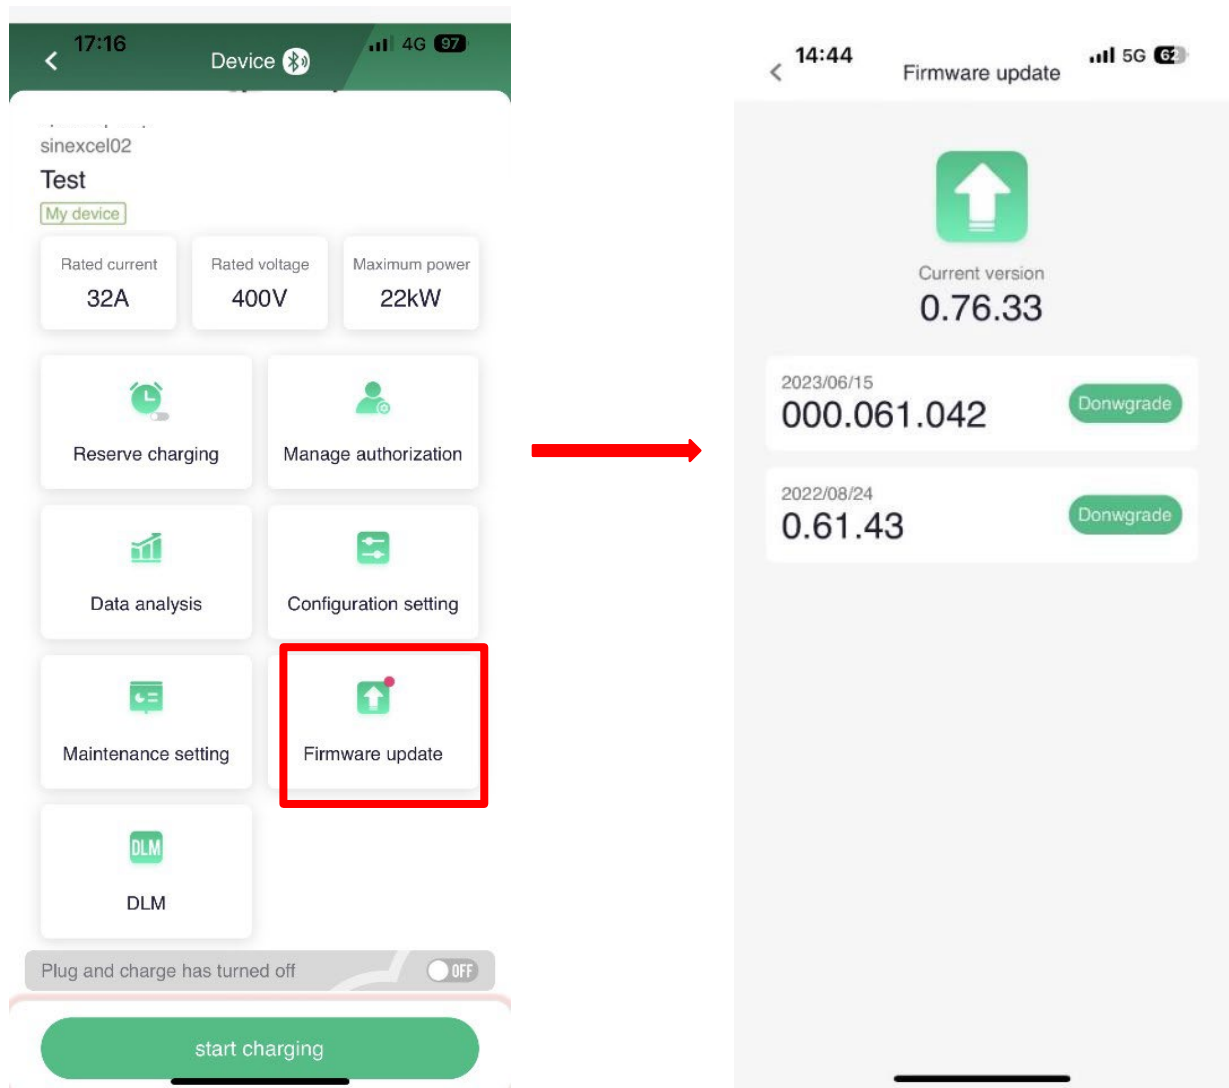 17:16
4G 97
Device
sinexcel02
Test
My device
Rated current
32A
Rated voltage
400V
Maximum power
22kW
Reserve charging
Manage authorization
Data analysis
Configuration setting
Maintenance setting
Firmware update
DLM
DLM
Plug and charge has turned off
OFF
start charging
14:44
5G 62
Firmware update
Current version
0.76.33
2023/06/15
000.061.042
Donwgrade
2022/08/24
0.61.43
Donwgrade